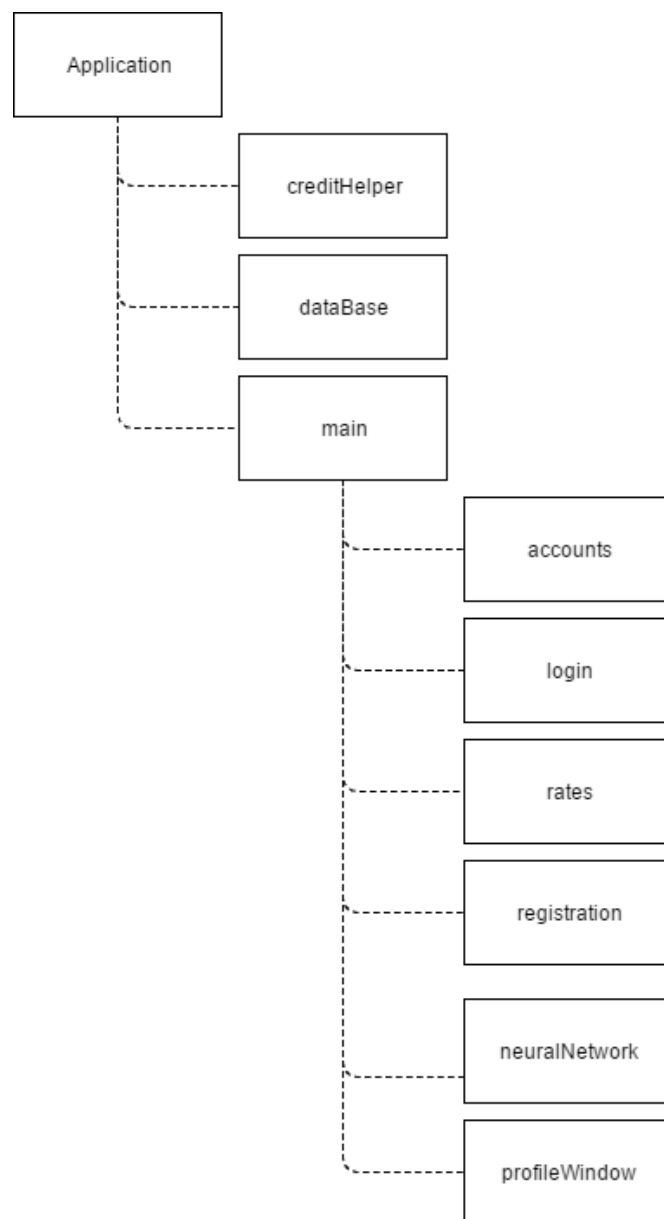 Application
creditHelper
dataBase
main
accounts
login
rates
registration
neuralNetwork
profileWindow